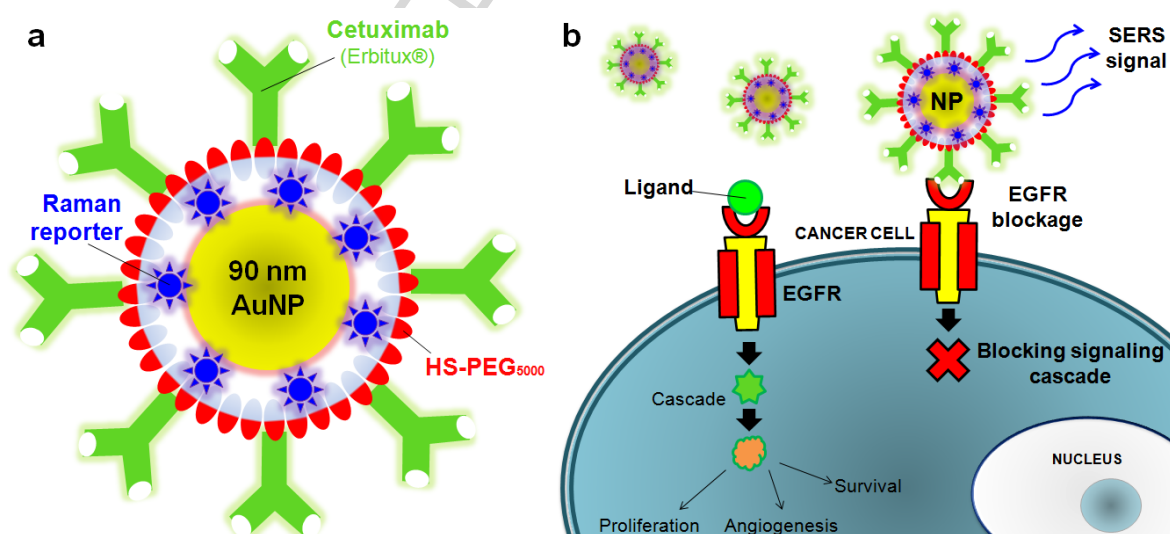 a
Cetuximab
(Erbitux®)
Raman
reporter
90 nm
AuNP
HS-PEG5000
b
SERS
signal
NP
Ligand
EGFR
blockage
CANCER CELL
EGFR
Blocking signaling
cascade
Cascade
NUCLEUS
Survival
Proliferation
Angiogenesis